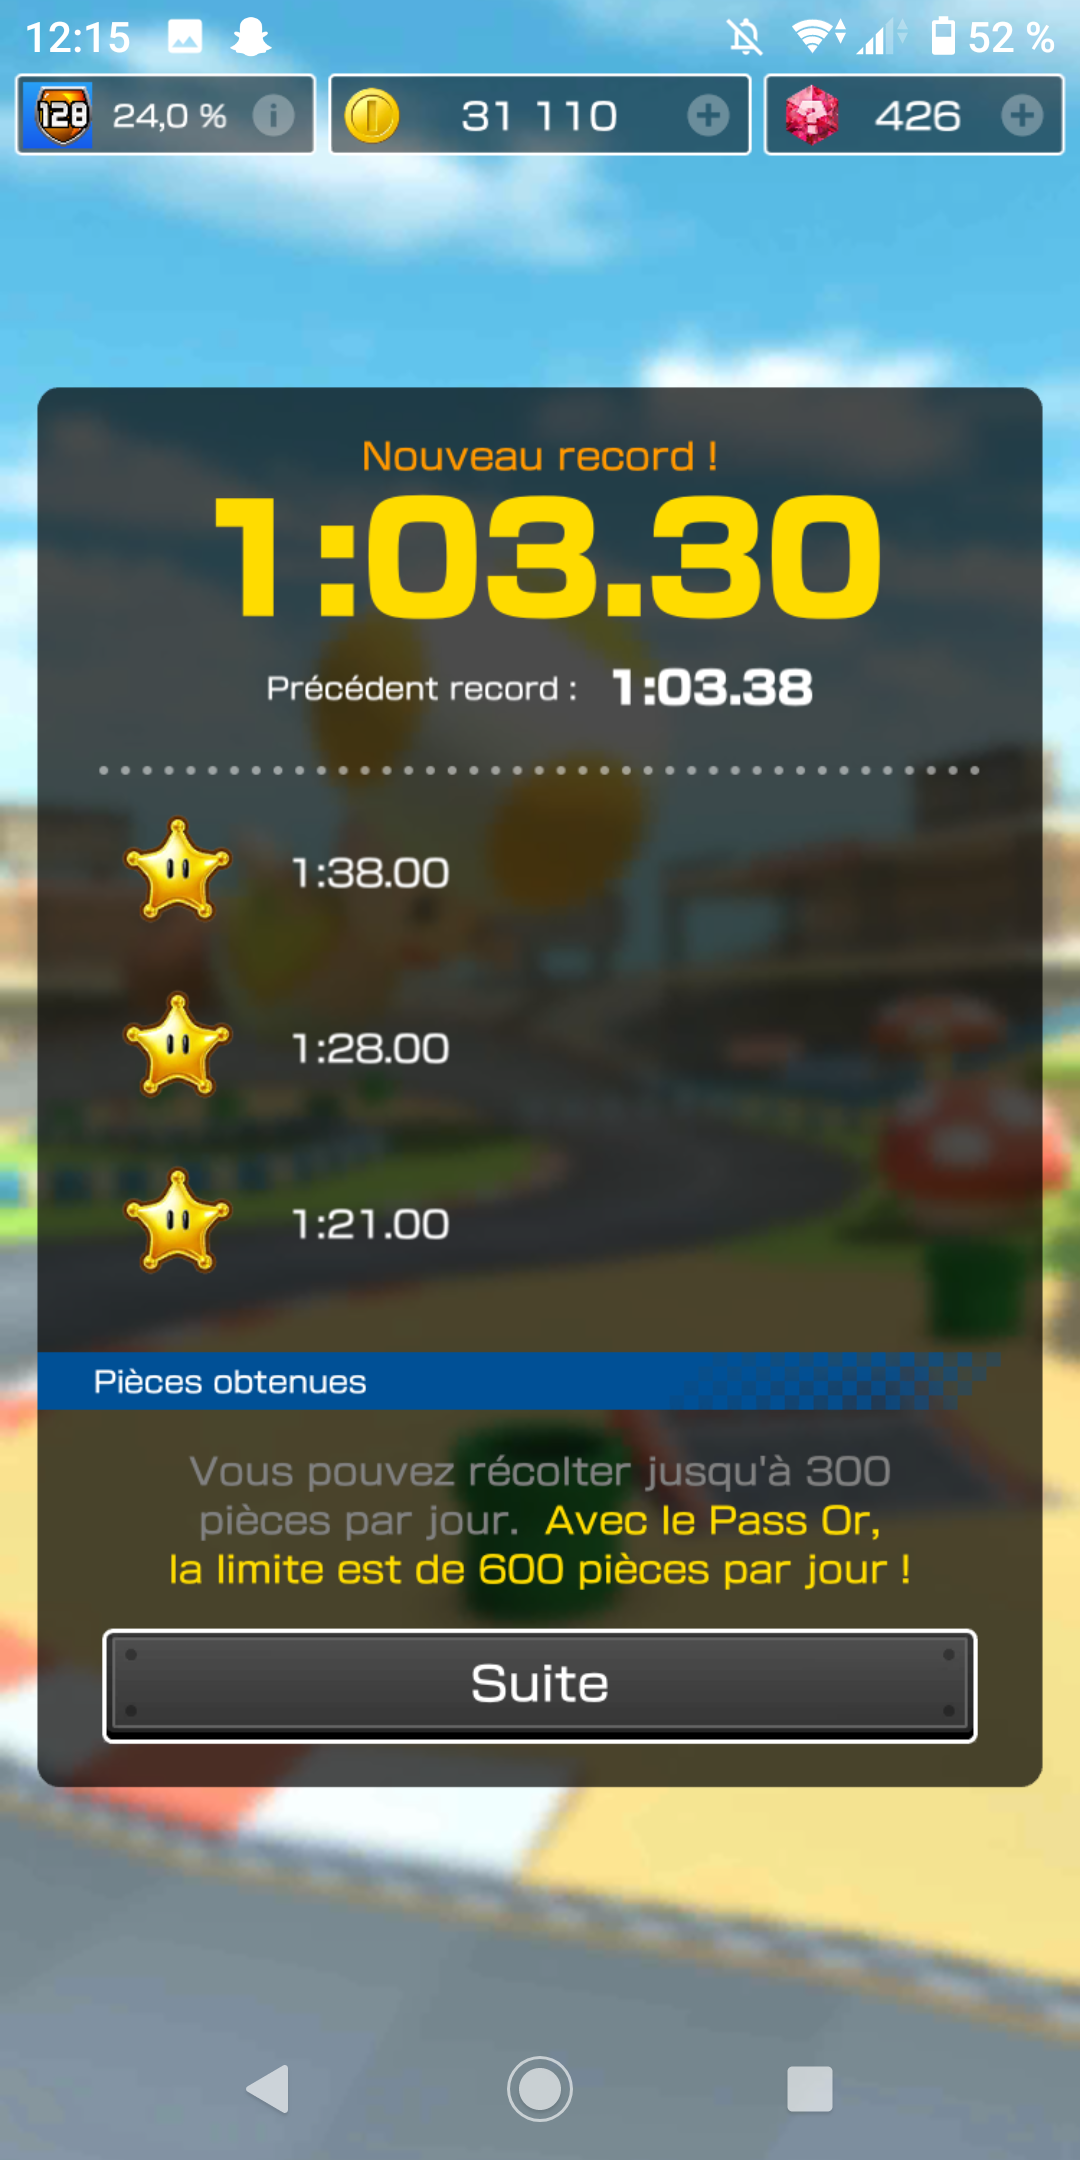 12:15
52 %
128 24,0 % i
31 110 +
426 +
Nouveau record !
1:03.30
Précédent record : 1:03.38
1:38.00
1:28.00
1:21.00
Pièces obtenues
Vous pouvez récolter jusqu'à 300
pièces par jour. Avec le Pass Or,
la limite est de 600 pièces par jour !
Suite